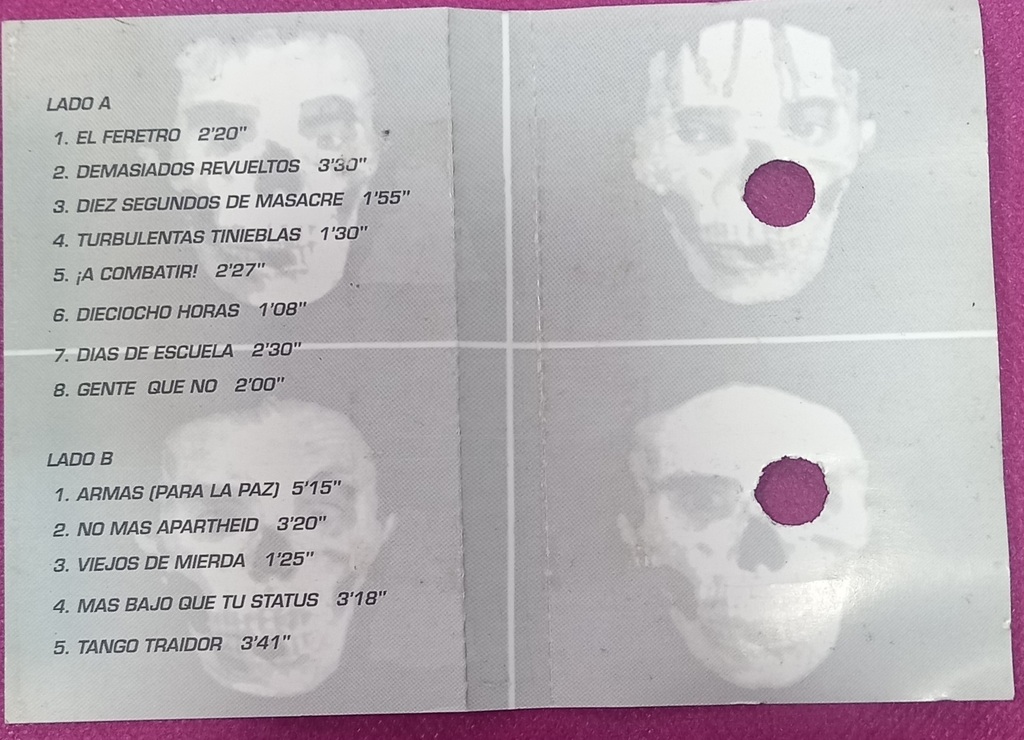 LADO A
1. EL FERETRO 2'20"
2. DEMASIADOS REVUELTOS 3'30"
3. DIEZ SEGUNDOS DE MASACRE 1'55"
4. TURBULENTAS TINIEBLAS 1'30"
5. ¡A COMBATIR! 2'27"
6. DIECIOCHO HORAS 1'08"
7. DIAS DE ESCUELA 2'30"
8. GENTE QUE NO 2'00"
LADO B
1. ARMAS (PARA LA PAZ) 5'15"
2. NO MAS APARTHEID 3'20"
3. VIEJOS DE MIERDA 1'25"
4. MAS BAJO QUE TU STATUS 3'18"
5. TANGO TRAIDOR 3'41"